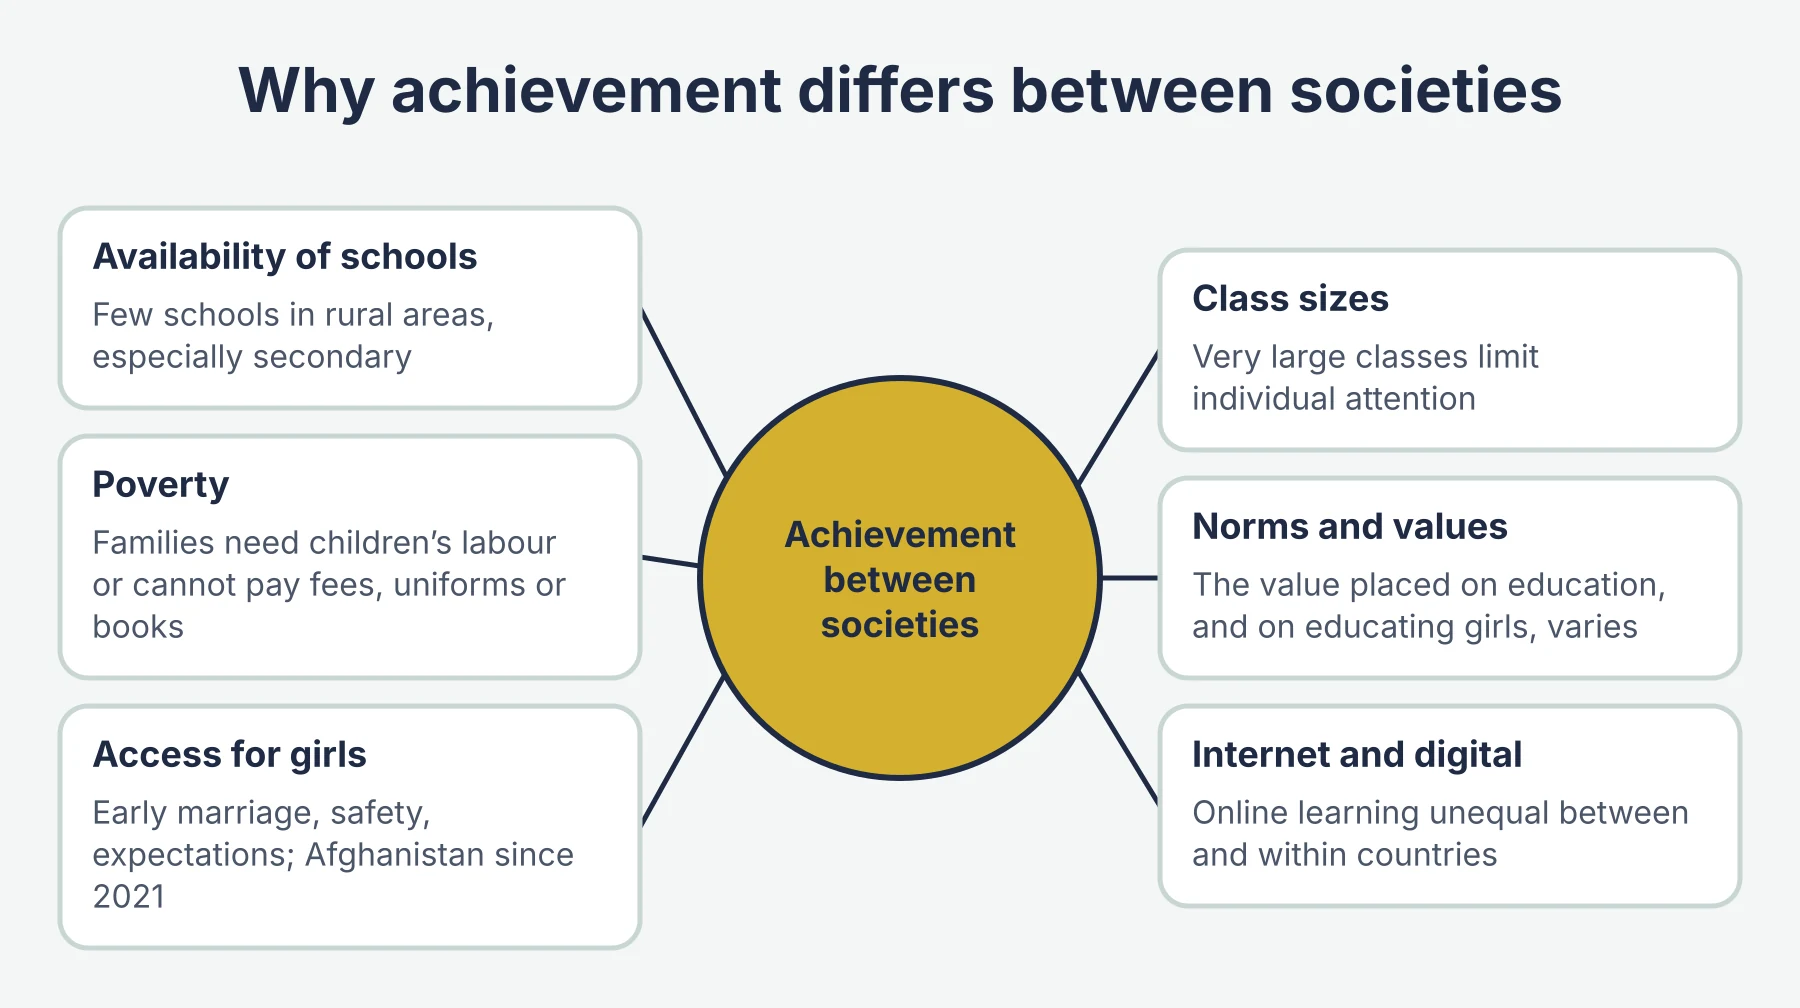 Why achievement differs between societies
Availability of schools
Few schools in rural areas,
especially secondary
Poverty
Families need children’s labour
or cannot pay fees, uniforms or
books
Access for girls
Early marriage, safety,
expectations; Afghanistan since
2021
Achievement
between
societies
Class sizes
Very large classes limit
individual attention
Norms and values
The value placed on education,
and on educating girls, varies
Internet and digital
Online learning unequal between
and within countries